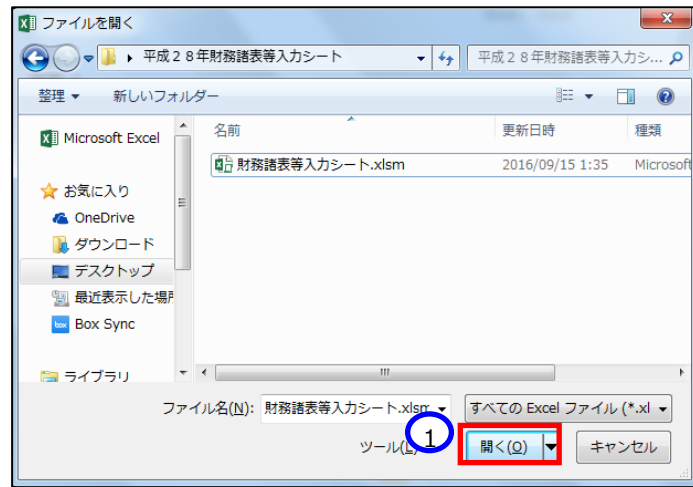 ファイルを開く
平成２８年財務諸表等入力シート
平成２８年財務諸表等入力シ...
整理
新しいフォルダー
Microsoft Excel
名前
更新日時
種類
財務諸表等入力シート.xlsm
2016/09/15 1:35
Microsoft
お気に入り
OneDrive
ダウンロード
デスクトップ
最近表示した場所
Box Sync
ライブラリ
ファイル名(N):
財務諸表等入力シート.xlsm
すべての Excel ファイル (*.xl
ツール(L)
1
開く(O)
キャンセル